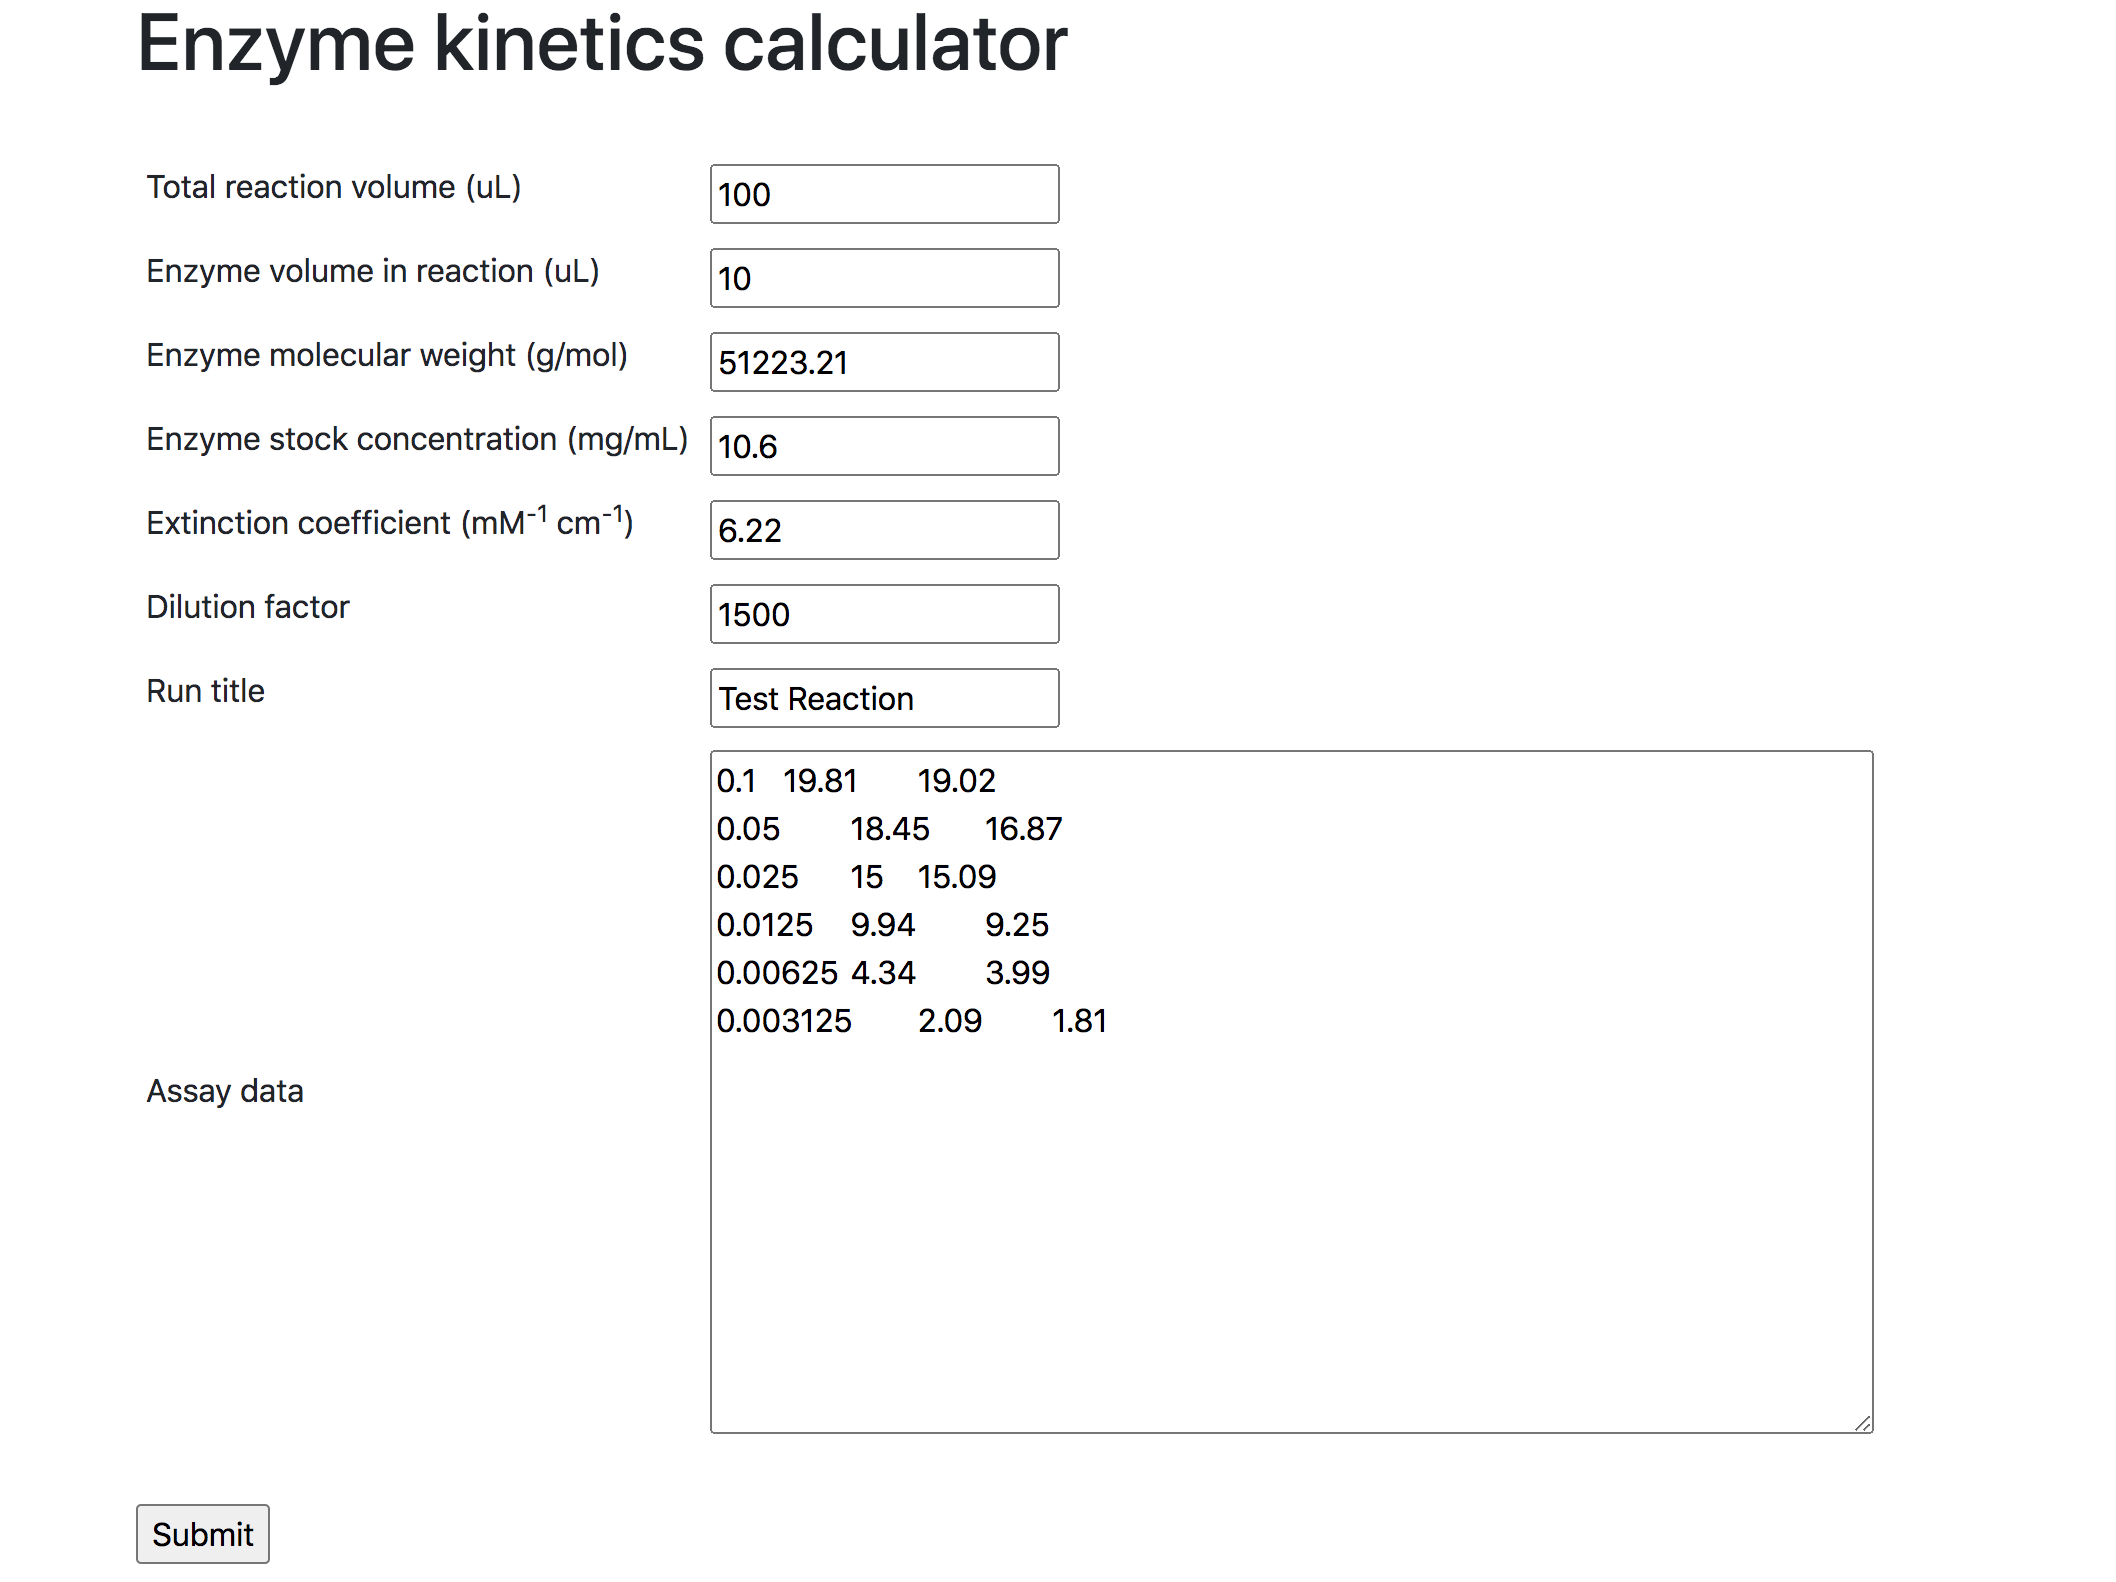 Enzyme kinetics calculator
Total reaction volume (uL) 100
Enzyme volume in reaction (uL) 10
Enzyme molecular weight (g/mol) 51223.21
Enzyme stock concentration (mg/mL) 10.6
Extinction coefficient (mM⁻¹ cm⁻¹) 6.22
Dilution factor 1500
Run title Test Reaction
Assay data
0.1 19.81 19.02
0.05 18.45 16.87
0.025 15 15.09
0.0125 9.94 9.25
0.00625 4.34 3.99
0.003125 2.09 1.81
Submit